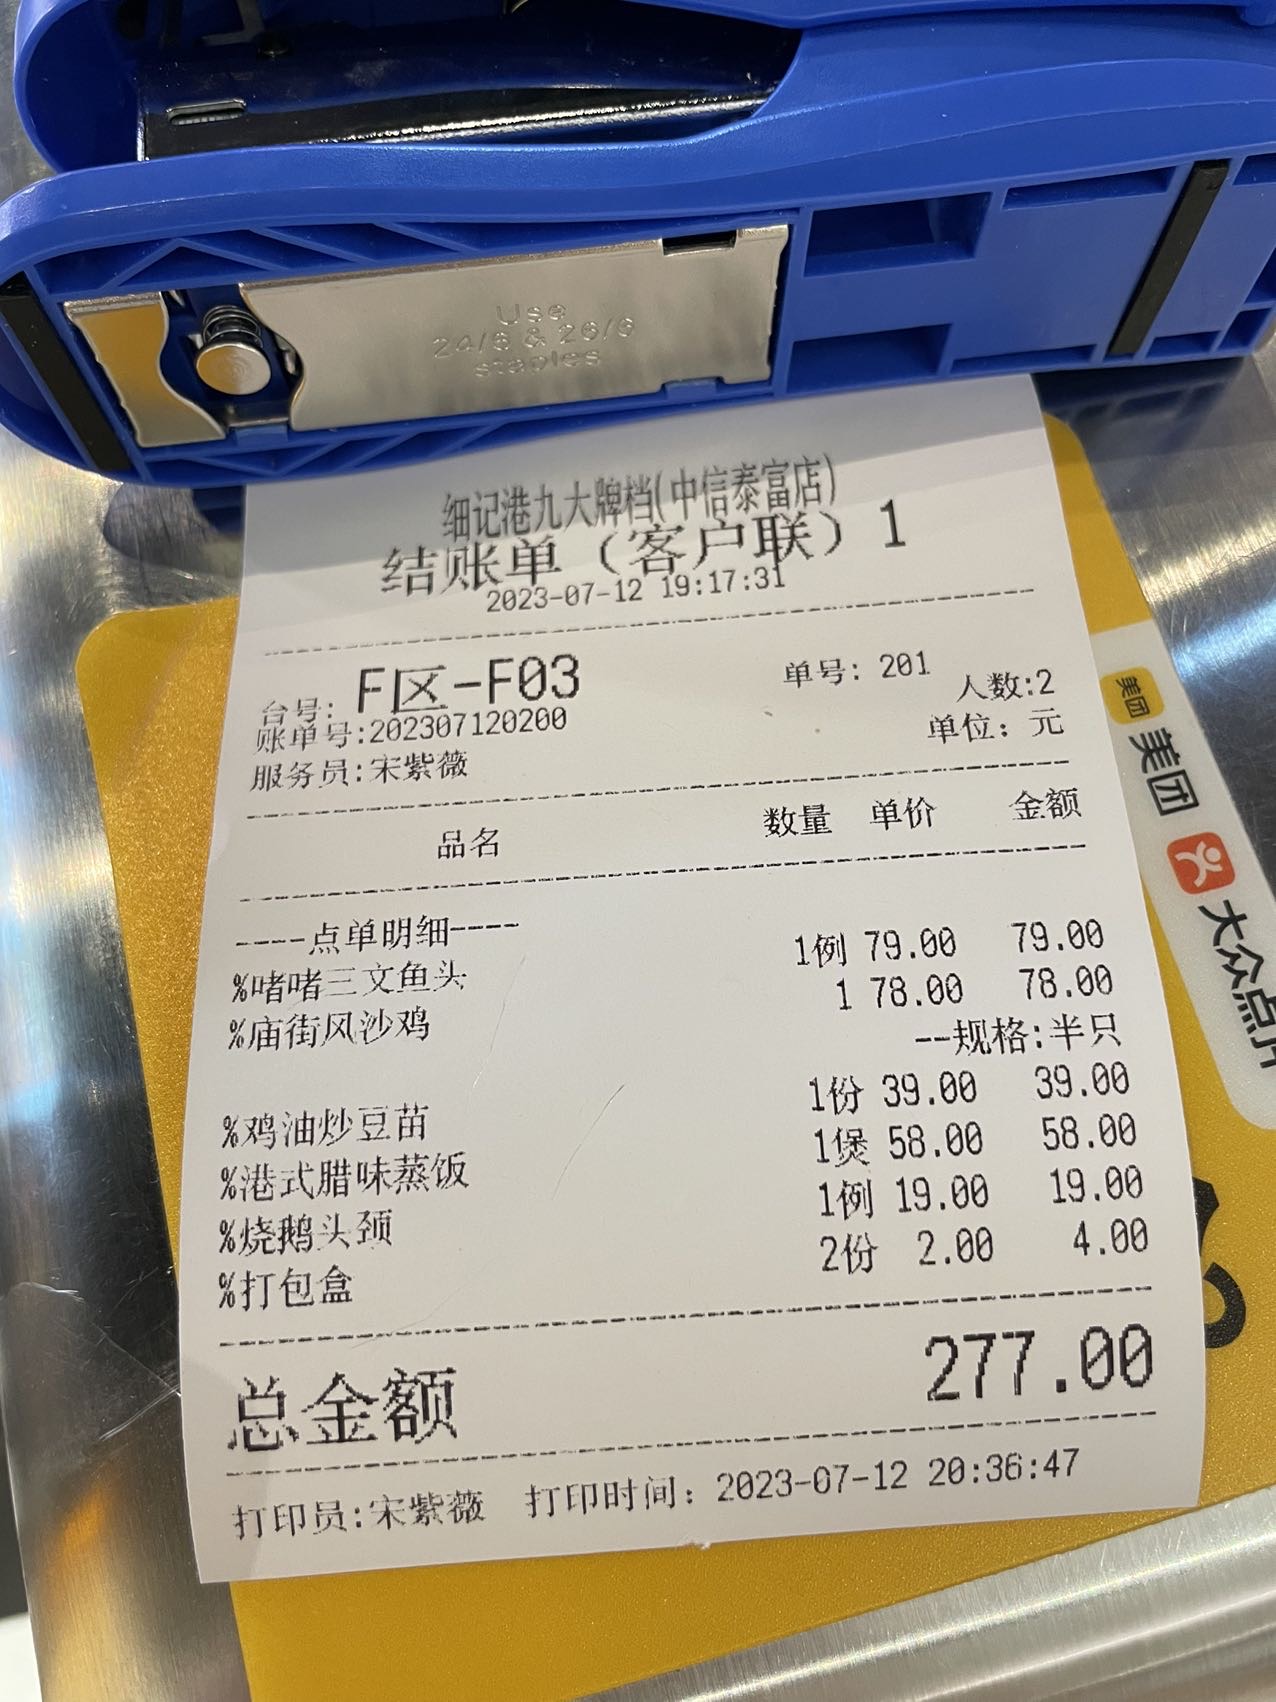 Use
24/6 & 26/6
staples
细记港九大牌档(中信泰富店)
结账单（客户联）1
2023-07-12 19:17:31
台号: F区-F03 单号: 201
账单号:202307120200 人数:2
服务员:宋紫薇 单位: 元
品名 数量 单价 金额
----点单明细----
%啫啫三文鱼头 1例 79.00 79.00
%庙街风沙鸡 1 78.00 78.00
--规格:半只
%鸡油炒豆苗 1份 39.00 39.00
%港式腊味蒸饭 1煲 58.00 58.00
%烧鹅头颈 1例 19.00 19.00
%打包盒 2份 2.00 4.00
总金额 277.00
打印员:宋紫薇 打印时间: 2023-07-12 20:36:47
美团
美团
大众点